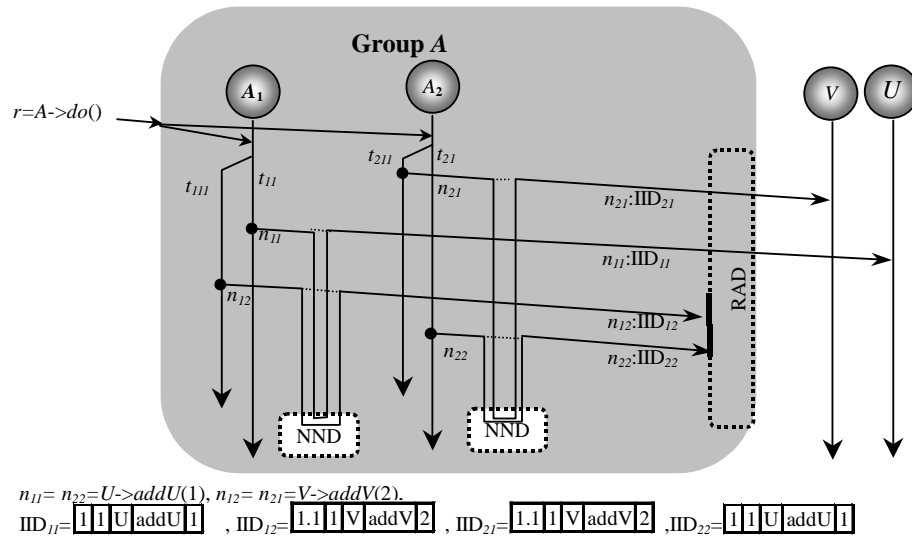 Group A
A1
A2
V
U
r=A->do()
t111
t11
t211
t21
n21
n21:IID21
n11
n11:IID11
RAD
n12
n12:IID12
n22
n22:IID22
NND
NND
n11= n22=U->addU(1), n12= n21=V->addV(2).
IID11= 1 1 U addU 1 , IID12= 1.1 1 V addV 2 , IID21= 1.1 1 V addV 2 ,IID22= 1 1 U addU 1